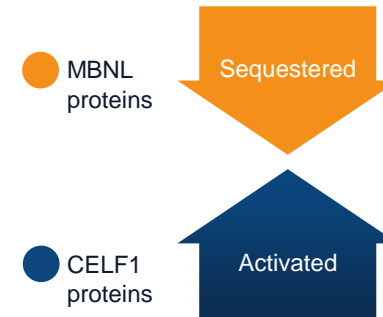 MBNL
proteins
Sequestered
CELF1
proteins
Activated